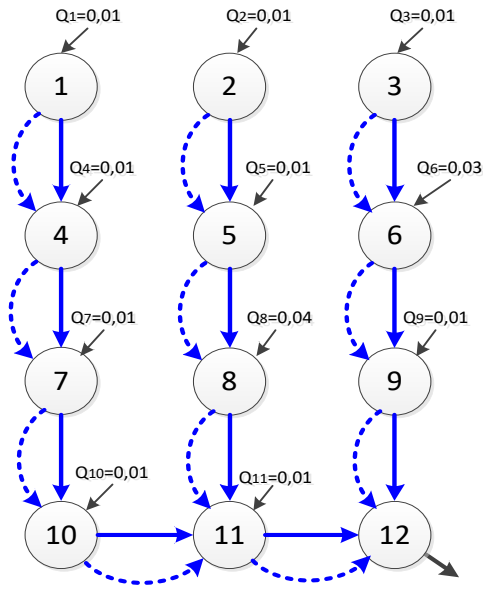 Q1=0,01 Q2=0,01 Q3=0,01
1 2 3
Q4=0,01 Q5=0,01 Q6=0,03
4 5 6
Q7=0,01 Q8=0,04 Q9=0,01
7 8 9
Q10=0,01 Q11=0,01
10 11 12